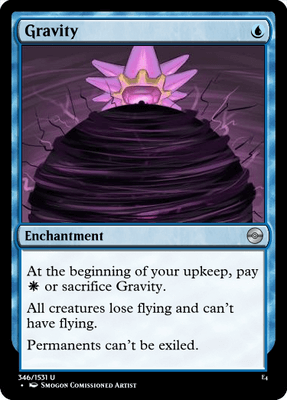 Gravity
Enchantment
At the beginning of your upkeep, pay
or sacrifice Gravity.
All creatures lose flying and can't
have flying.
Permanents can't be exiled.
346/1531 U
Smogon Comissioned Artist